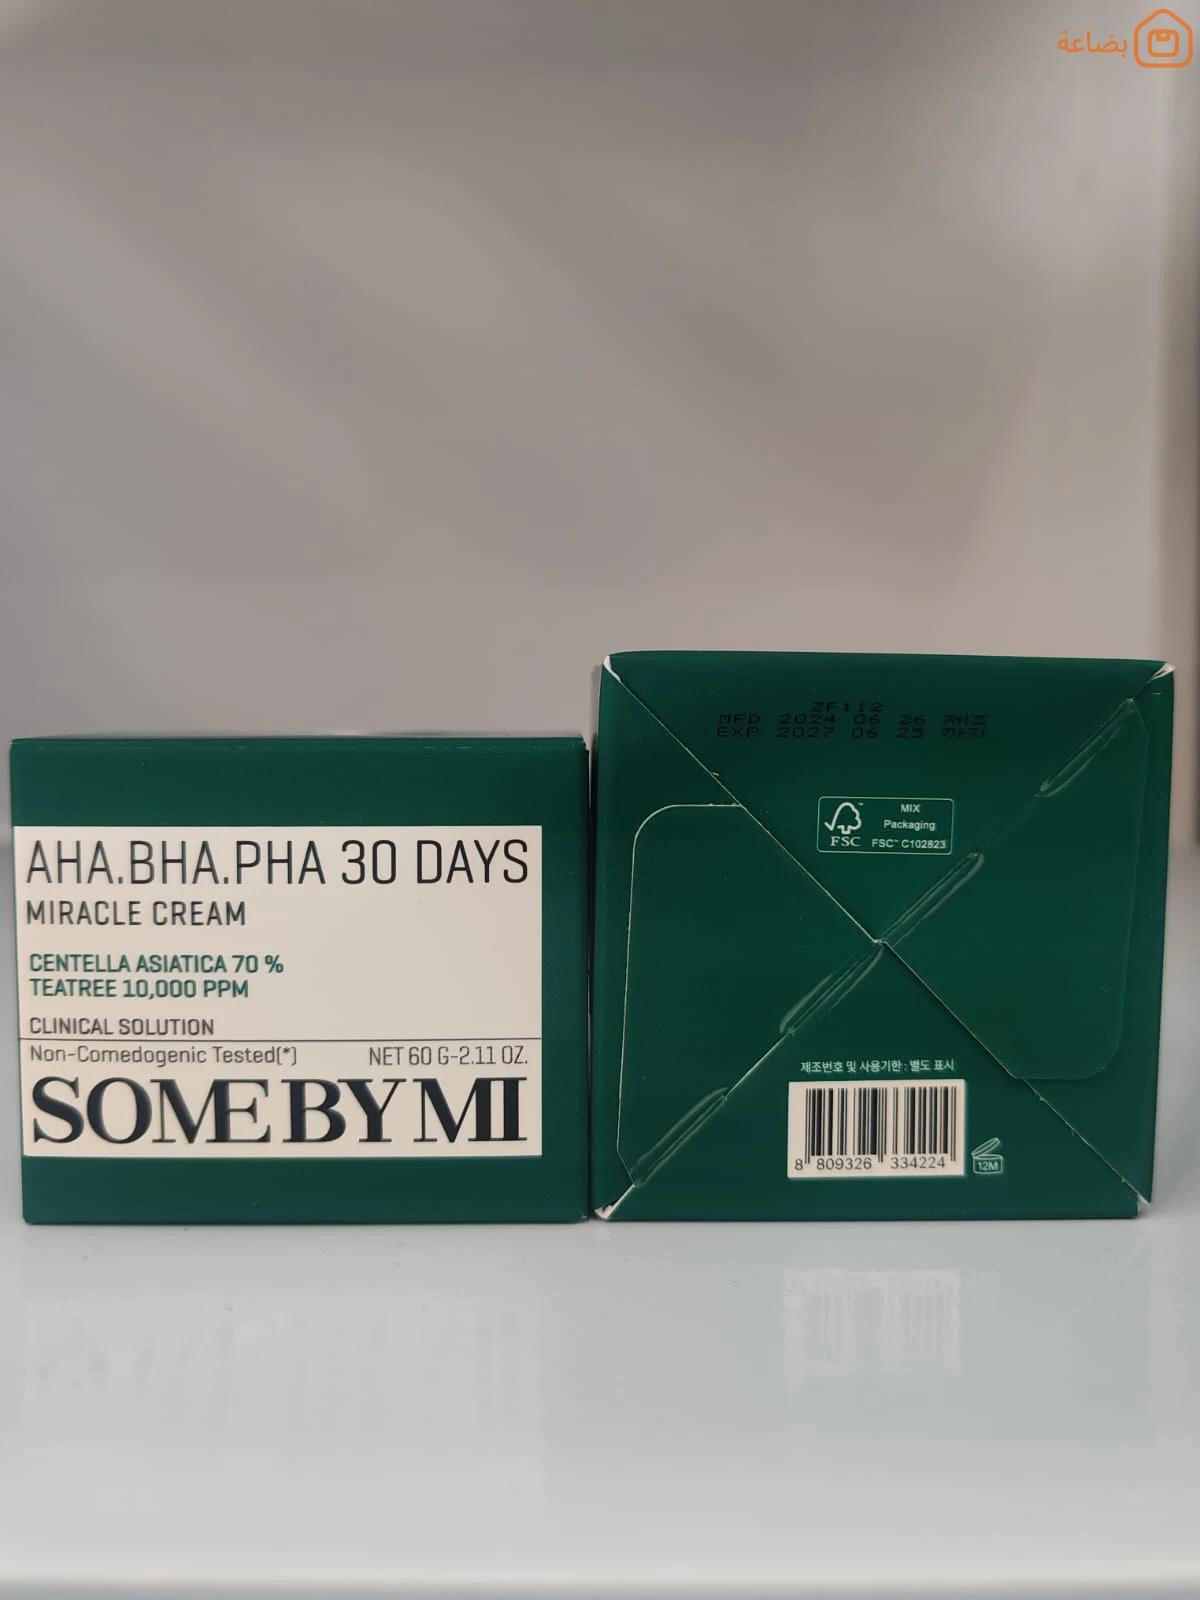 بضاعة
AHA.BHA.PHA 30 DAYS
MIRACLE CREAM
CENTELLA ASIATICA 70 %
TEATREE 10,000 PPM
CLINICAL SOLUTION
Non-Comedogenic Tested(*) NET 60 G-2.11 OZ.
SOME BY MI
ZF112
MFD 2024 06 26 제조
EXP 2027 06 25 까지
FSC
MIX
Packaging
FSC™ C102823
제조번호 및 사용기한 : 별도 표시
8 809326 334224
12M